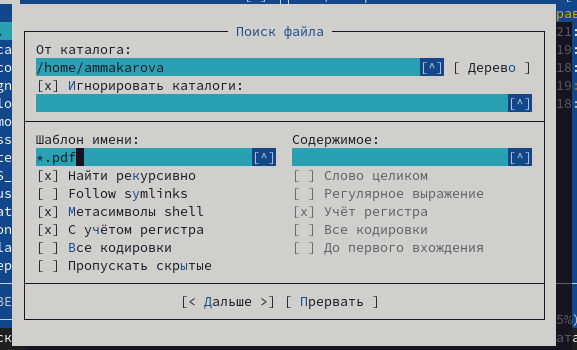 Поиск файла
От каталога:
/home/ammakarova [^] [ Дерево ]
[x] Игнорировать каталоги:
[^]
Шаблон имени: Содержимое:
*.pdf [^] [^]
[x] Найти рекурсивно [ ] Слово целиком
[ ] Follow symlinks [ ] Регулярное выражение
[x] Метасимволы shell [x] Учёт регистра
[x] С учётом регистра [ ] Все кодировки
[ ] Все кодировки [ ] До первого вхождения
[ ] Пропускать скрытые
[< Дальше >] [ Прервать ]